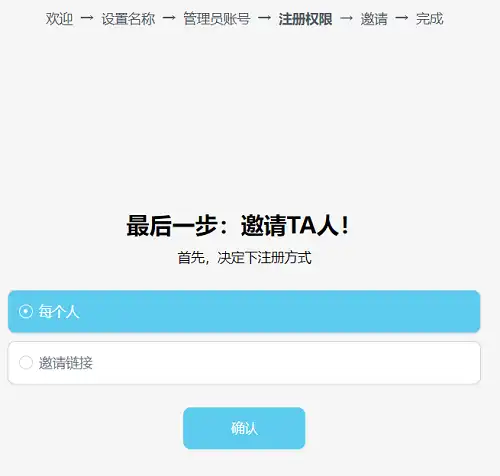 欢迎 → 设置名称 → 管理员账号 → 注册权限 → 邀请 → 完成
最后一步：邀请TA人！
首先，决定下注册方式
每个人
邀请链接
确认